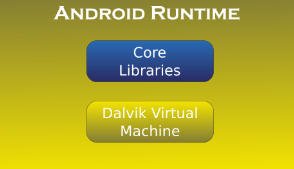 ANDROID RUNTIME
Core
Libraries
Dalvik Virtual
Machine